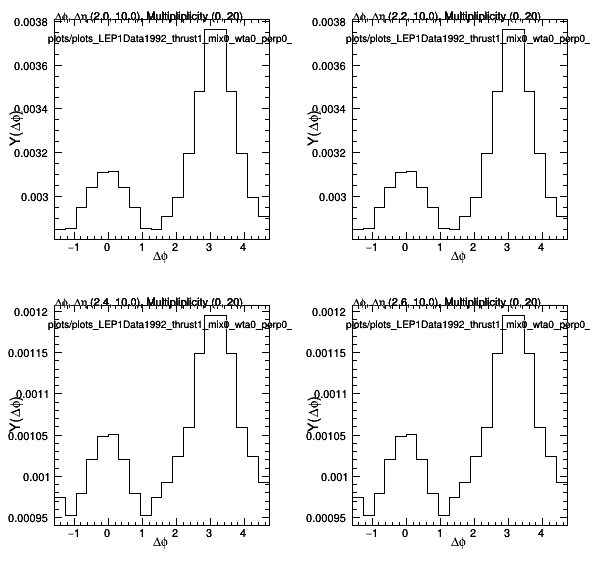 Δφ, Δη (2.0, 10.0), Multipliplicity (0, 20)
plots/plots_LEP1Data1992_thrust1_mix0_wta0_perp0_
Y(Δφ)
0.0038
0.0036
0.0034
0.0032
0.003
−1 0 1 2 3 4
Δφ
Δφ, Δη (2.2, 10.0), Multipliplicity (0, 20)
plots/plots_LEP1Data1992_thrust1_mix0_wta0_perp0_
Y(Δφ)
0.0038
0.0036
0.0034
0.0032
0.003
−1 0 1 2 3 4
Δφ
Δφ, Δη (2.4, 10.0), Multipliplicity (0, 20)
plots/plots_LEP1Data1992_thrust1_mix0_wta0_perp0_
Y(Δφ)
0.0012
0.00115
0.0011
0.00105
0.001
0.00095
−1 0 1 2 3 4
Δφ
Δφ, Δη (2.6, 10.0), Multipliplicity (0, 20)
plots/plots_LEP1Data1992_thrust1_mix0_wta0_perp0_
Y(Δφ)
0.0012
0.00115
0.0011
0.00105
0.001
0.00095
−1 0 1 2 3 4
Δφ